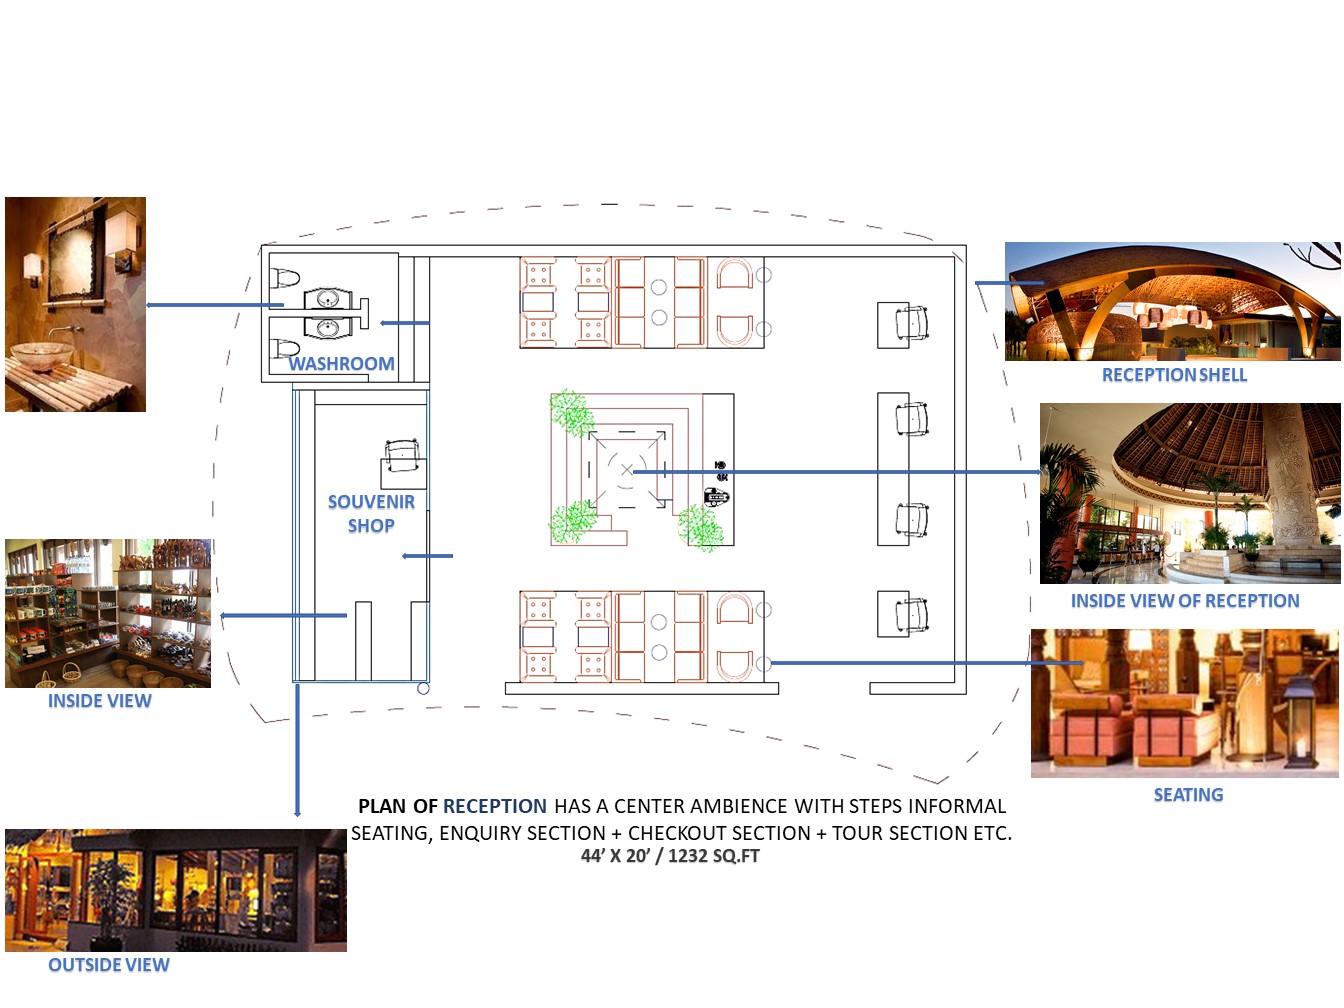 WASHROOM
RECEPTION SHELL
SOUVENIR
SHOP
INSIDE VIEW OF RECEPTION
INSIDE VIEW
SEATING
PLAN OF RECEPTION HAS A CENTER AMBIENCE WITH STEPS INFORMAL
SEATING, ENQUIRY SECTION + CHECKOUT SECTION + TOUR SECTION ETC.
44’ X 20’ / 1232 SQ.FT
OUTSIDE VIEW